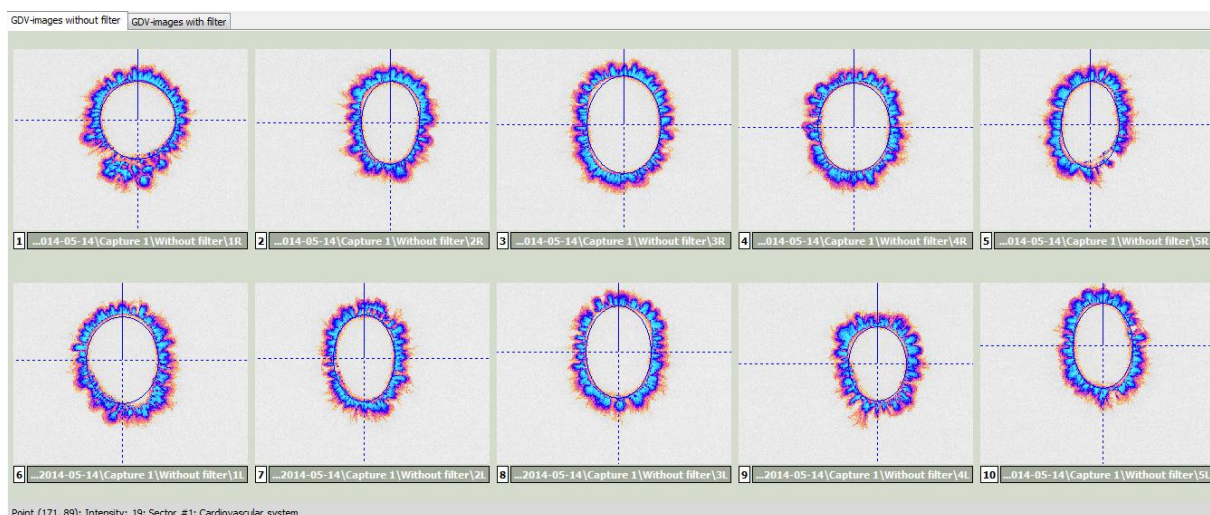 GDV-images without filter GDV-images with filter
1 ...014-05-14\Capture 1\Without filter\1R
2 ...014-05-14\Capture 1\Without filter\2R
3 ...014-05-14\Capture 1\Without filter\3R
4 ...014-05-14\Capture 1\Without filter\4R
5 ...014-05-14\Capture 1\Without filter\5R
6 ...2014-05-14\Capture 1\Without filter\1L
7 ...2014-05-14\Capture 1\Without filter\2L
8 ...2014-05-14\Capture 1\Without filter\3L
9 ...2014-05-14\Capture 1\Without filter\4L
10 ...014-05-14\Capture 1\Without filter\5L
Point (171, 89); Intensity: 19; Sector #1: Cardiovascular system